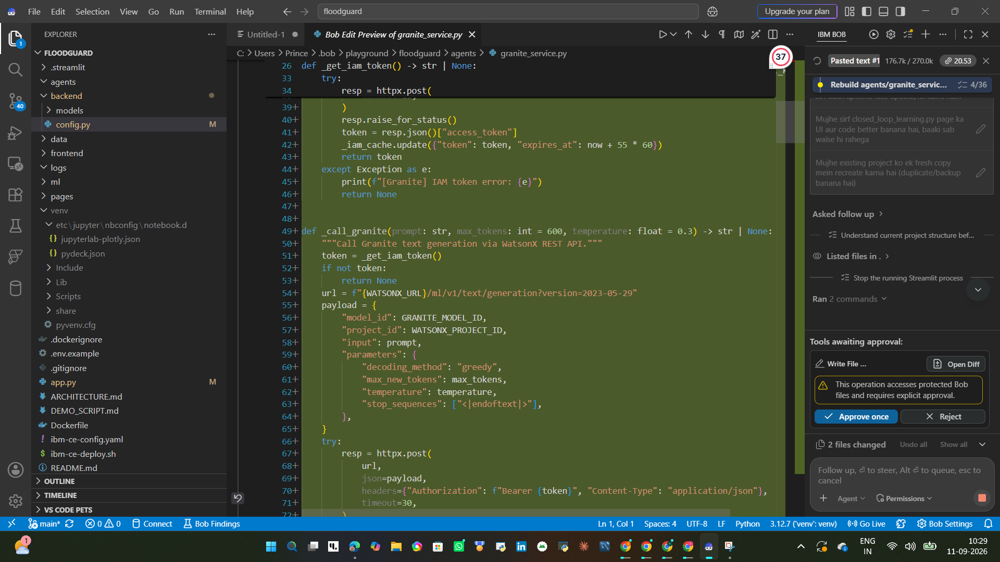 File Edit Selection View Go Run Terminal Help
floodguard
Upgrade your plan
EXPLORER
FLOODGUARD
.streamlit
agents
backend
models
config.py M
data
frontend
logs
ml
pages
venv
etc\jupyter\nbconfig\notebook.d
{} jupyterlab-plotly.json
{} pydeck.json
Include
Lib
Scripts
share
pyvenv.cfg
.dockerignore
.env.example
.gitignore
app.py M
ARCHITECTURE.md
DEMO_SCRIPT.md
Dockerfile
! ibm-ce-config.yaml
$ ibm-ce-deploy.sh
README.md
OUTLINE
TIMELINE
VS CODE PETS
1
40
Untitled-1
Bob Edit Preview of granite_service.py
C: > Users > Prince > .bob > playground > floodguard > agents > granite_service.py
37
26 def _get_iam_token() -> str | None:
33 try:
34 resp = httpx.post(
39+ )
40+ resp.raise_for_status()
41+ token = resp.json()["access_token"]
42+ _iam_cache.update({"token": token, "expires_at": now + 55 * 60})
43+ return token
44+ except Exception as e:
45+ print(f"[Granite] IAM token error: {e}")
46+ return None
47+
48+
49+ def _call_granite(prompt: str, max_tokens: int = 600, temperature: float = 0.3) -> str | None:
50+ """Call Granite text generation via WatsonX REST API."""
51+ token = _get_iam_token()
52+ if not token:
53+ return None
54+ url = f"{WATSONX_URL}/ml/v1/text/generation?version=2023-05-29"
55+ payload = {
56+ "model_id": GRANITE_MODEL_ID,
57+ "project_id": WATSONX_PROJECT_ID,
58+ "input": prompt,
59+ "parameters": {
60+ "decoding_method": "greedy",
61+ "max_new_tokens": max_tokens,
62+ "temperature": temperature,
63+ "stop_sequences": ["<|endoftext|>"],
64+ },
65+ }
66+ try:
67+ resp = httpx.post(
68+ url,
69+ json=payload,
70+ headers={"Authorization": f"Bearer {token}", "Content-Type": "application/json"},
71+ timeout=30,
72+ )
IBM BOB
Pasted text #1 176.7k / 270.0k 20.53
Rebuild agents/granite_servic... 4/36
Mujhe sirf closed_loop_learning.py page ka
UI aur code better banana hai, baaki sab
waise hi rahega
Mujhe existing project ko ek fresh copy
mein recreate karna hai (duplicate/backup
banana hai)
Asked follow up >
Understand current project structure bef...
Listed files in . >
Stop the running Streamlit process
Ran 2 commands
Tools awaiting approval:
Write File ... Open Diff
This operation accesses protected Bob
files and requires explicit approval.
Approve once Reject
2 files changed Undo all Show all
Follow up, ⏎ to steer, Alt ⏎ to queue, esc to
cancel
Agent Permissions
main* 0 0 Connect Bob Findings
Ln 1, Col 1 Spaces: 4 UTF-8 LF Python 3.12.7 ('venv': venv) Go Live Bob Settings
1
ENG
IN
10:29
11-09-2026